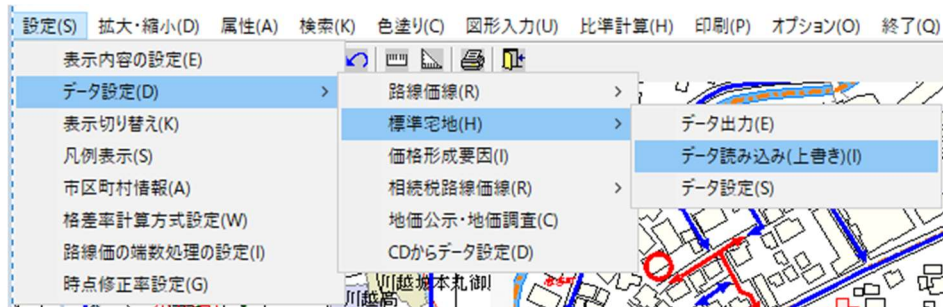 設定(S) 拡大・縮小(D) 属性(A) 検索(K) 色塗り(C) 図形入力(U) 比準計算(H) 印刷(P) オプション(O) 終了(Q)
表示内容の設定(E)
データ設定(D)
表示切り替え(K)
凡例表示(S)
市区町村情報(A)
格差率計算方式設定(W)
路線価の端数処理の設定(I)
時点修正率設定(G)
路線価線(R)
標準宅地(H)
価格形成要因(I)
相続税路線価線(R)
地価公示・地価調査(C)
CDからデータ設定(D)
データ出力(E)
データ読み込み(上書き)(I)
データ設定(S)
川越城本丸御
川越高